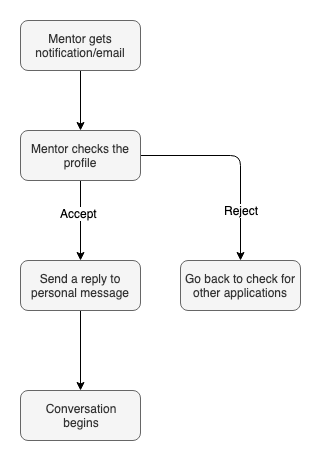 Mentor gets
notification/email
Mentor checks the
profile
Accept
Reject
Send a reply to
personal message
Go back to check for
other applications
Conversation
begins